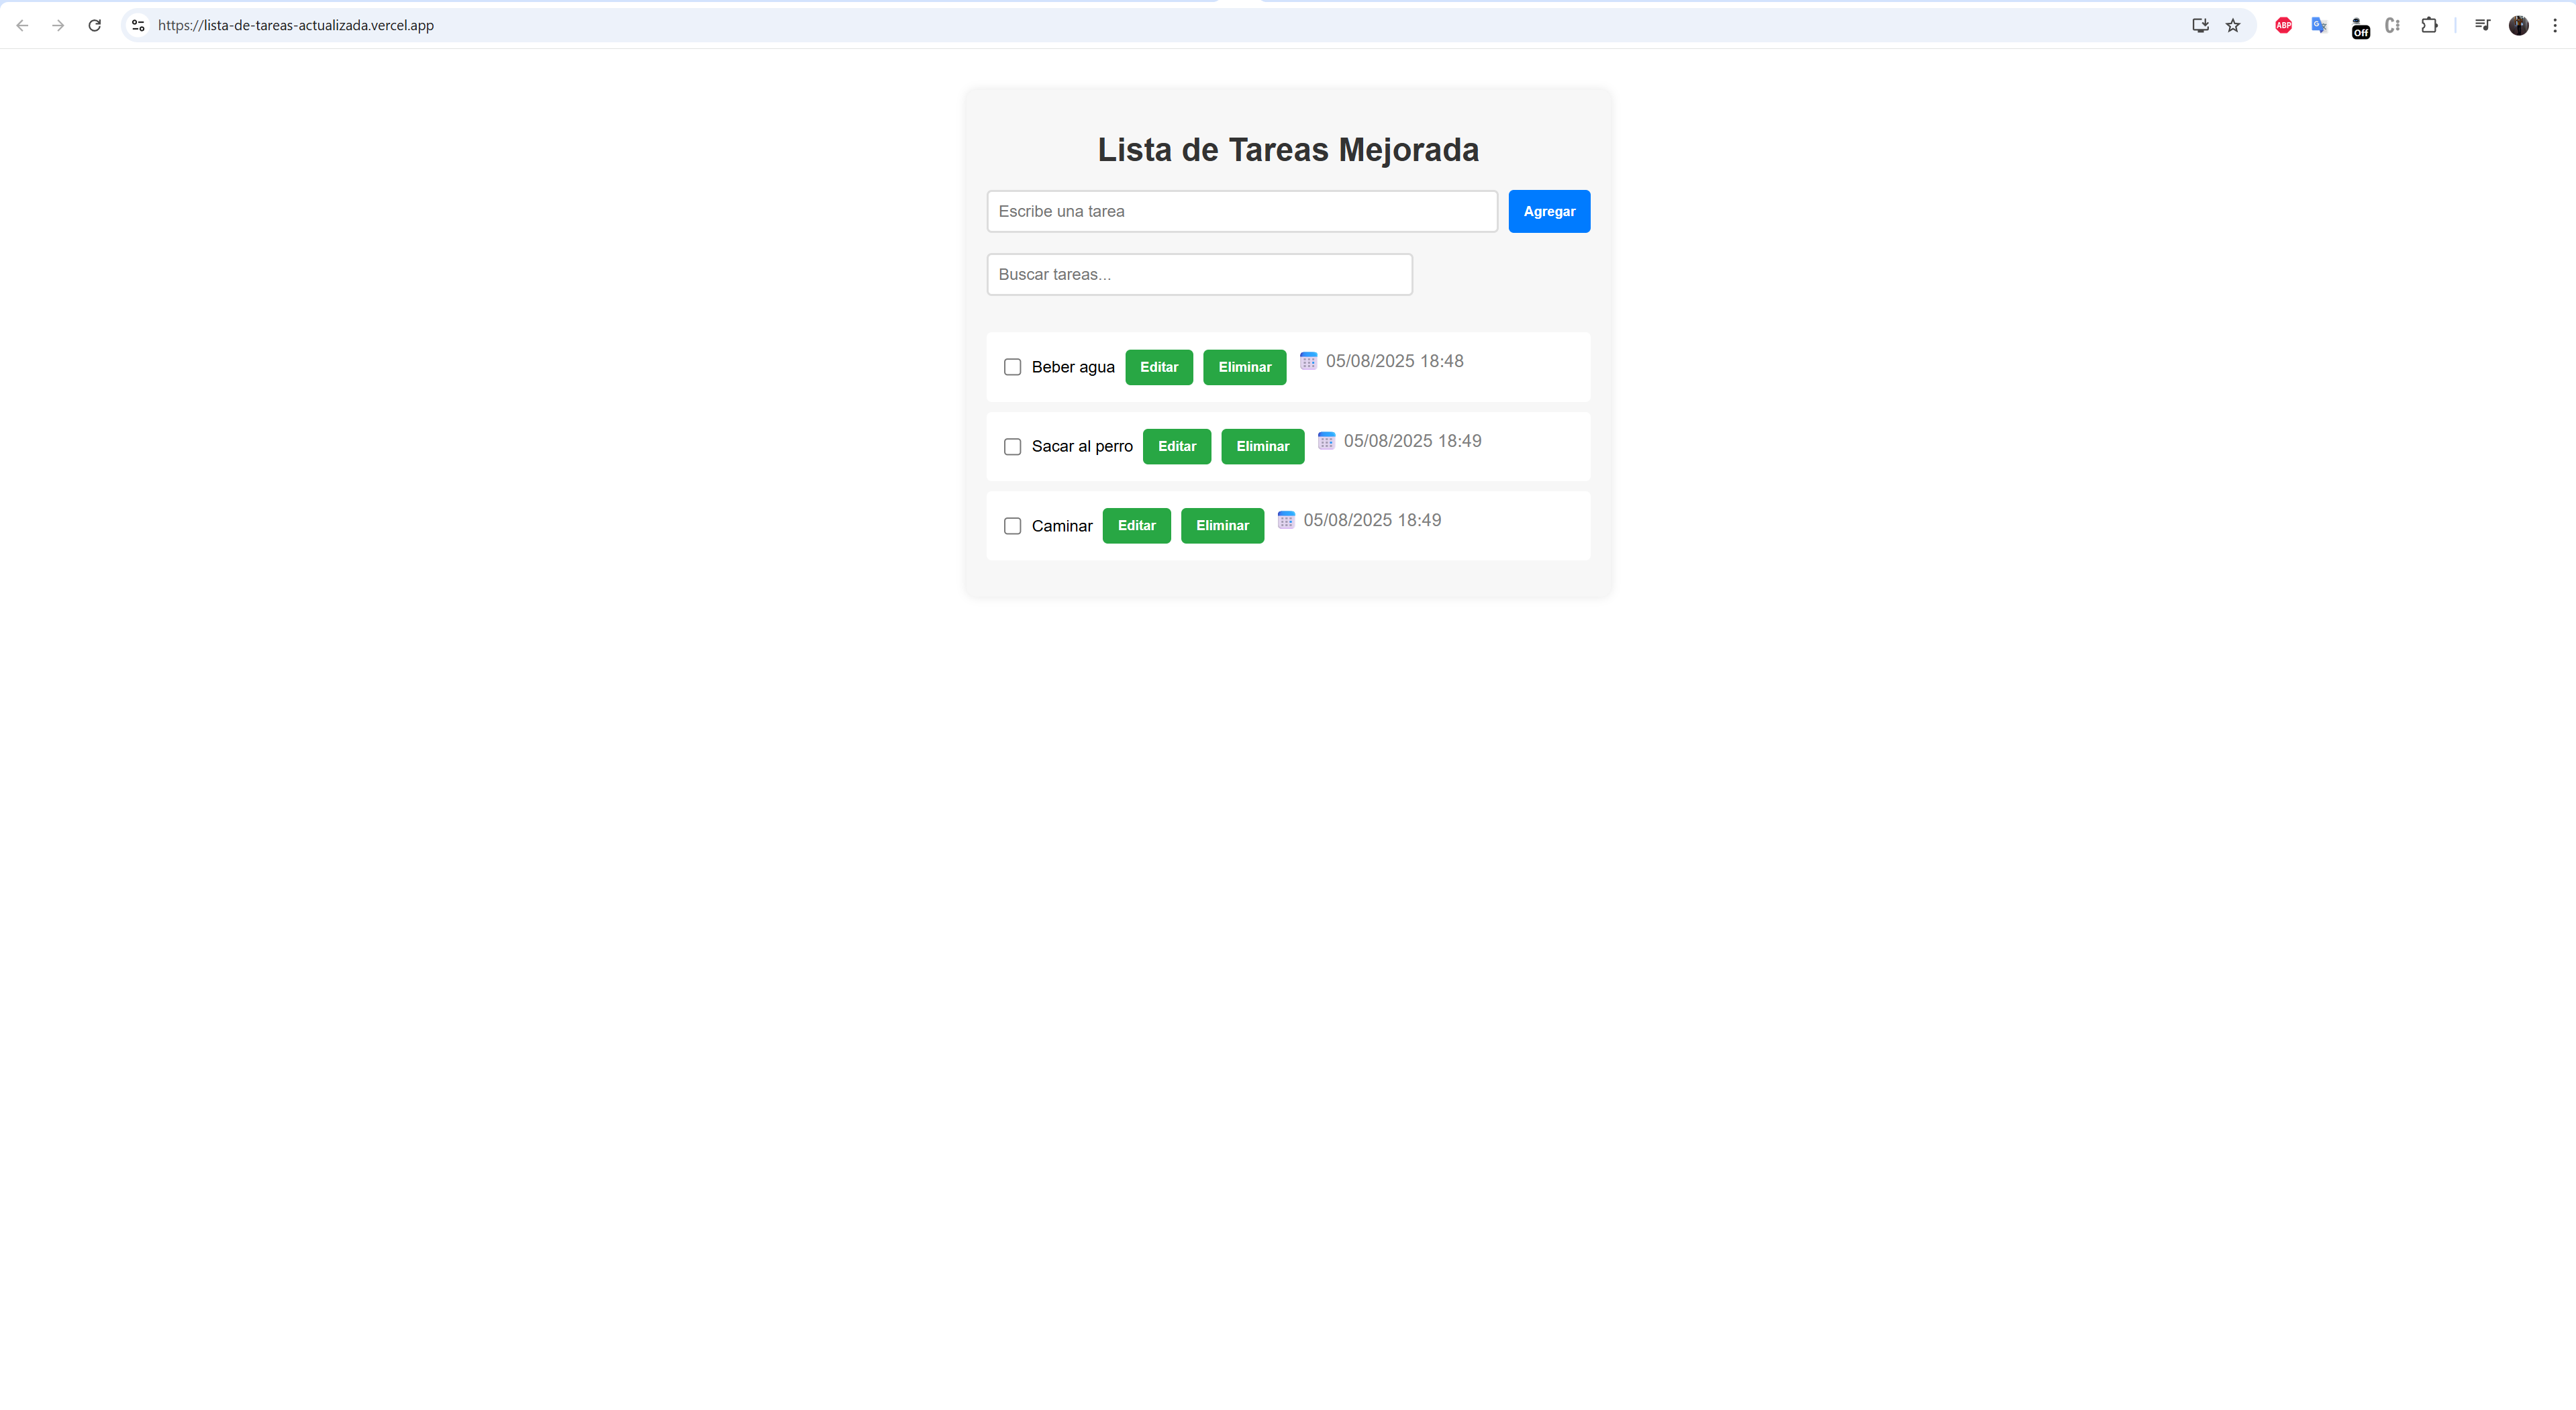 https://lista-de-tareas-actualizada.vercel.app
ABP
G
Off
Lista de Tareas Mejorada
Escribe una tarea
Agregar
Buscar tareas...
Beber agua Editar Eliminar 05/08/2025 18:48
Sacar al perro Editar Eliminar 05/08/2025 18:49
Caminar Editar Eliminar 05/08/2025 18:49